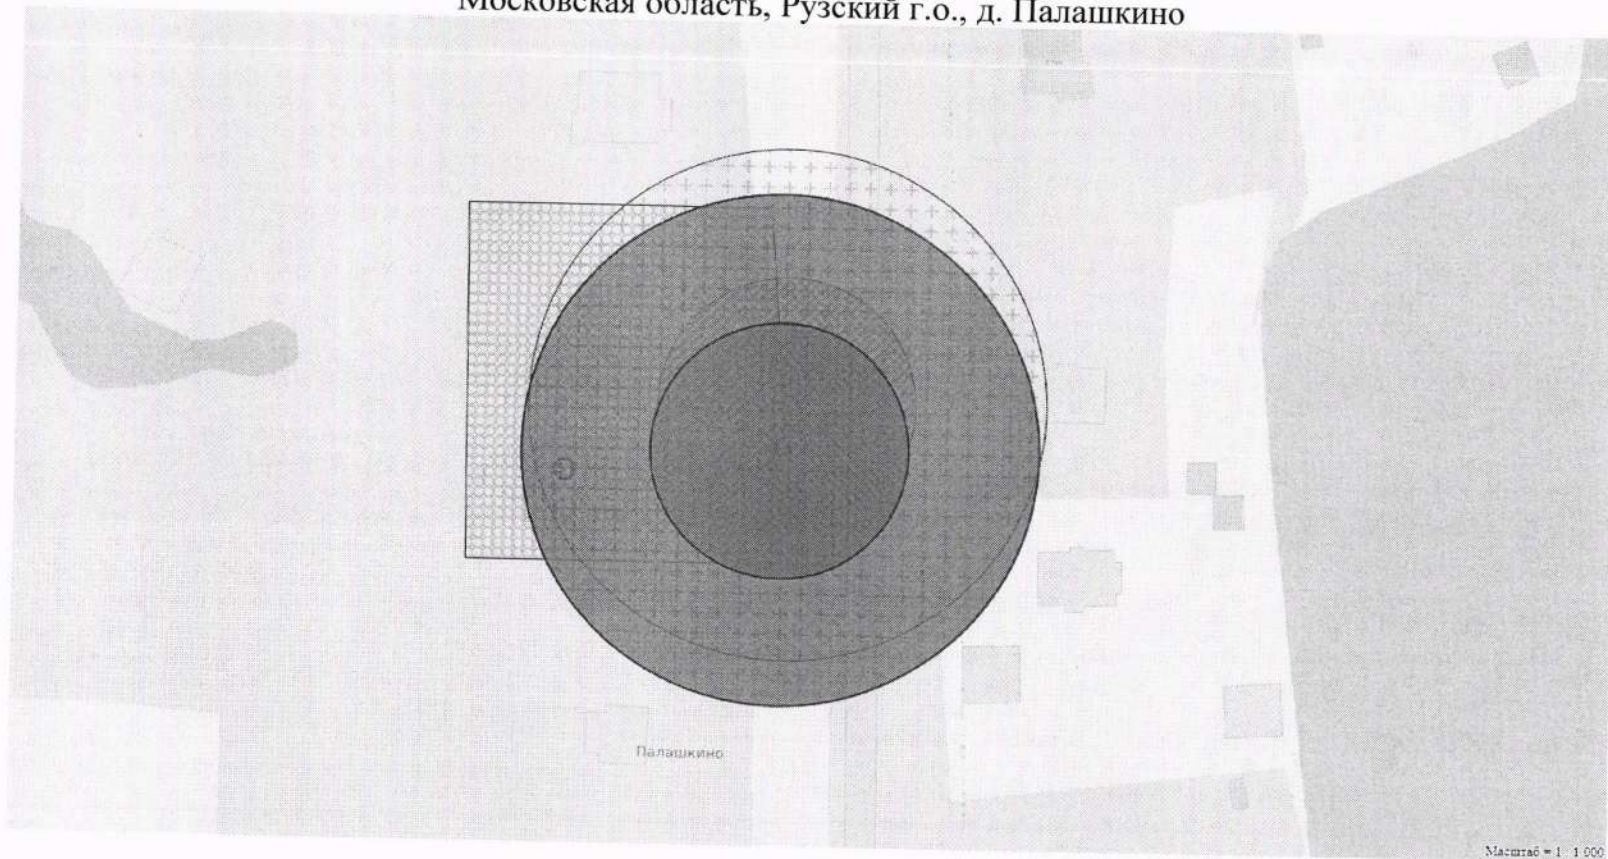 Московская область, Рузский г.о., д. Палашкино
Палашкино
Масштаб = 1 : 1 000